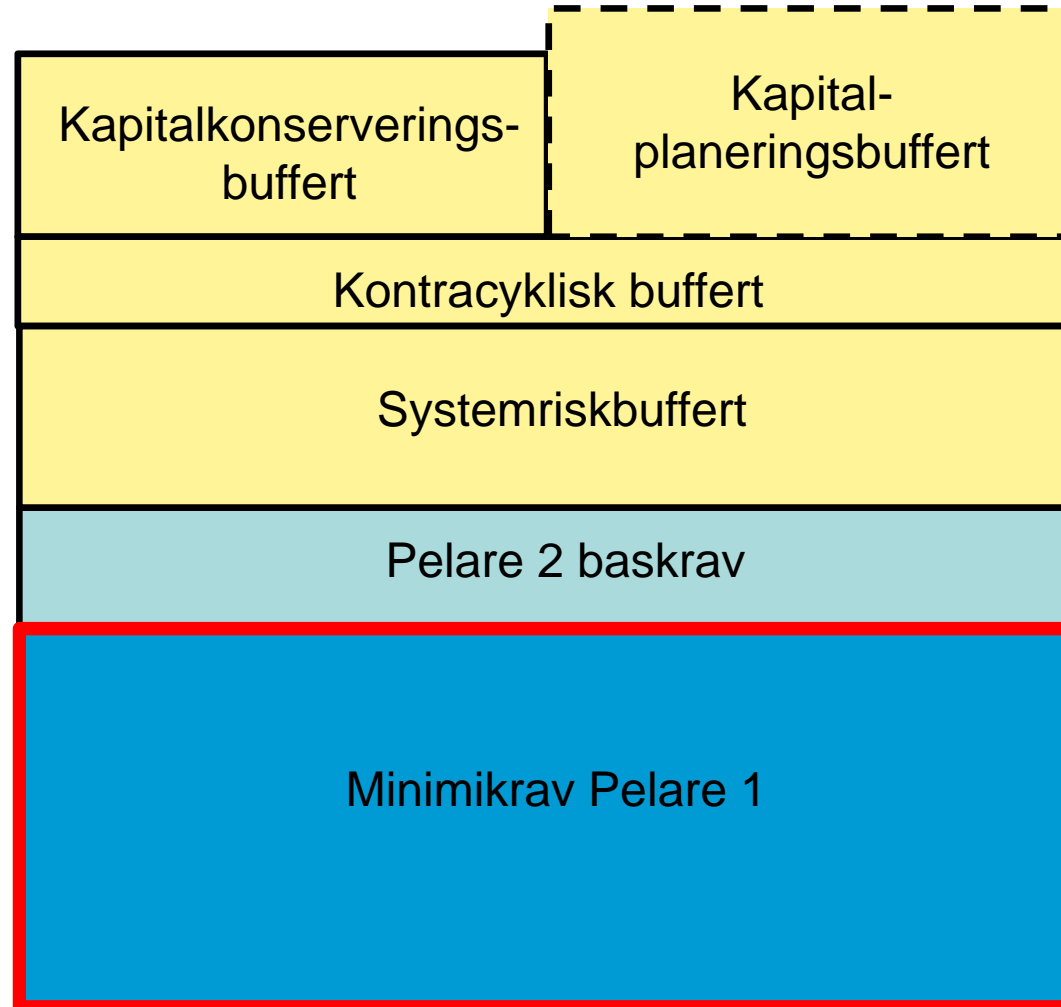 Kapitalkonserverings-
buffert
Kapital-
planeringsbuffert
Kontracyklisk buffert
Systemriskbuffert
Pelare 2 baskrav
Minimikrav Pelare 1